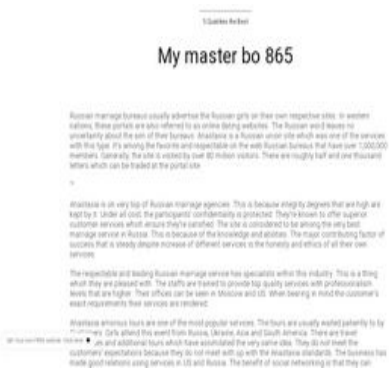 My master bo 865
Russian marriage bureaus usually advertise the Russian girls on their own respective sites. In western
nations, these portals are also referred to as online dating websites. The Russian word leaves no
uncertainty about the aim of their bureaus. Anastasia is a Russian union site which was one of the services
with this type. It's among the favorite and respectable on the web Russian bureaus that have over 1,000,000
members. Generally, the site is visited by over 80 million visitors. There are roughly half and one thousand
letters which can be traded at the portal site.
Anastasia is on very top of Russian marriage agencies. This is because integrity degrees that are high are
kept by it. Under all cost, the participants' confidentiality is protected. They're known to offer superior
customer services which ensure they're satisfied. The site is considered to be among the very best
marriage service in Russia. This is because of the knowledge and abilities. The major contributing factor of
success that is steady despite increase of different services is the honesty and ethics of all their own
services.
The respectable and leading Russian marriage service has specialists within this industry. This is a thing
which they are pleased with. The staffs are trained to provide top quality services with professionalism
levels that are higher. Their offices can be seen in Moscow and US. When bearing in mind the customer's
exact requirements their services are rendered.
Anastasia amorous tours are one of the most popular services. The tours are usually waited patiently to by
Girls attend this event from Russia, Ukraine, Asia and South America. There are travel
and additional tours which have assimilated the very same idea. They do not meet the
customers' expectations because they do not meet with up with the Anastasia standards. The business has
made good relations using services in US and Russia. The benefit of social networking in that they can